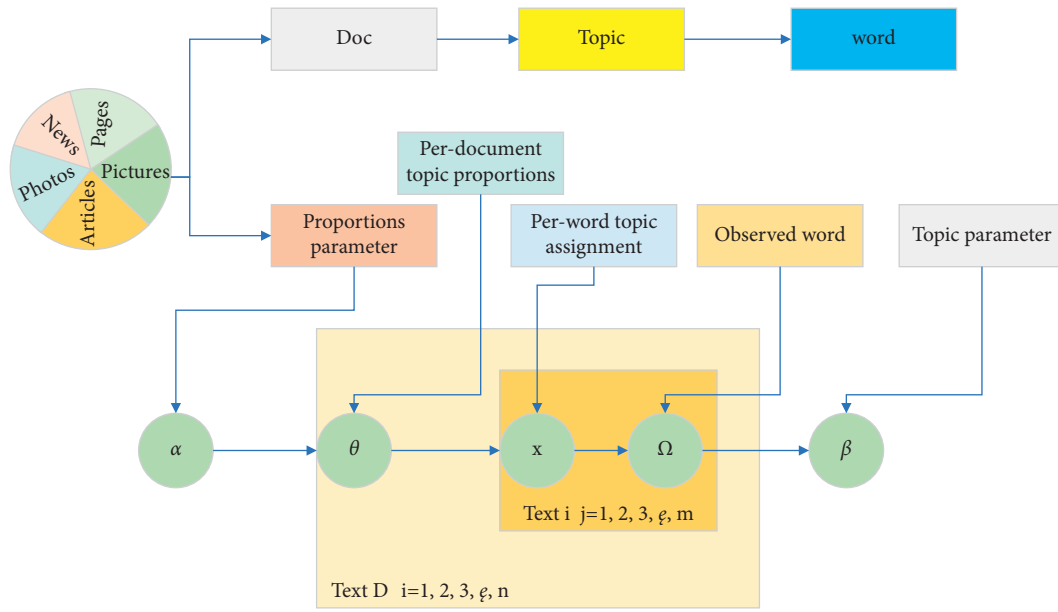 Doc
Topic
word
News
Pages
Pictures
Photos
Articles
Per-document
topic proportions
Proportions
parameter
Per-word topic
assignment
Observed word
Topic parameter
α
θ
x
Ω
β
Text i j=1, 2, 3, ę, m
Text D i=1, 2, 3, ę, n